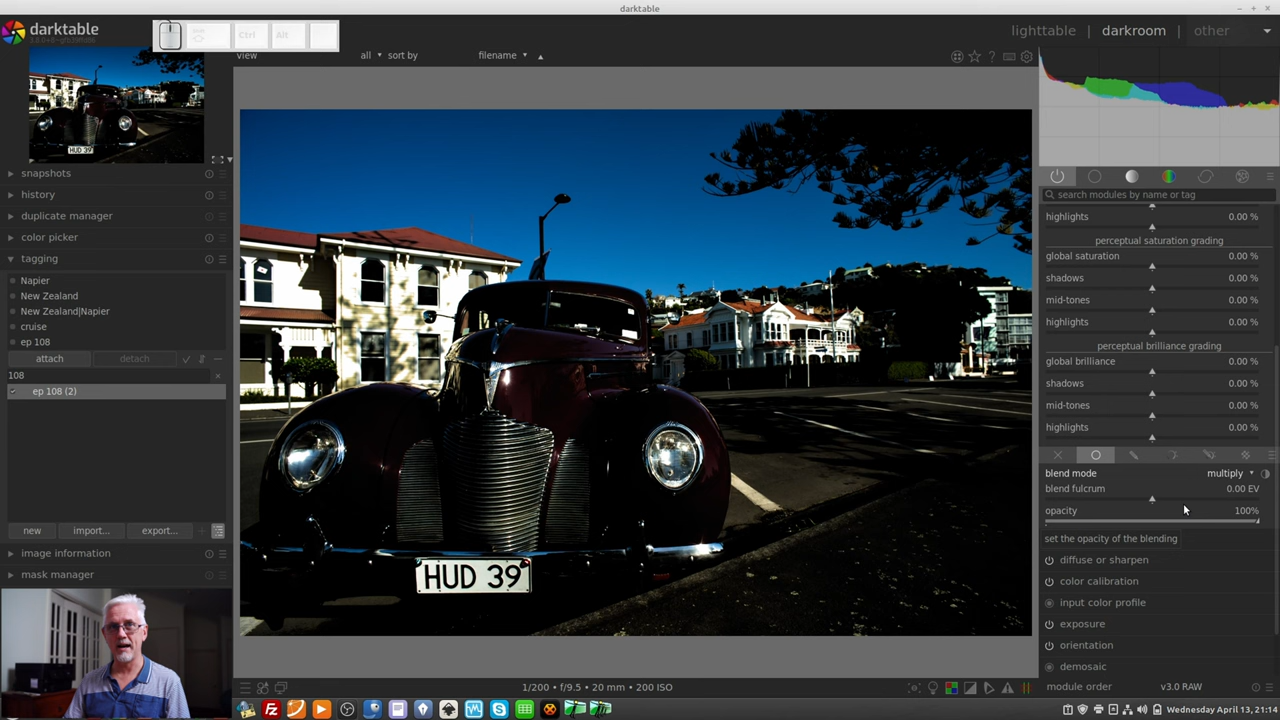 darktable
darktable
Ctrl
Alt
lighttable | darkroom | other
view
all
sort by
filename
snapshots
history
duplicate manager
color picker
tagging
Napier
New Zealand
New Zealand|Napier
cruise
ep 108
attach
detach
108
ep 108 (2)
new
import...
export...
image information
mask manager
HUD 39
HUD 39
1/200 • f/9.5 • 20 mm • 200 ISO
search modules by name or tag
highlights 0.00 %
perceptual saturation grading
global saturation 0.00 %
shadows 0.00 %
mid-tones 0.00 %
highlights 0.00 %
perceptual brilliance grading
global brilliance 0.00 %
shadows 0.00 %
mid-tones 0.00 %
highlights 0.00 %
blend mode multiply
blend fulcrum 0.00 EV
opacity 100%
set the opacity of the blending
diffuse or sharpen
color calibration
input color profile
exposure
orientation
demosaic
module order v3.0 RAW
Wednesday April 13, 21:14